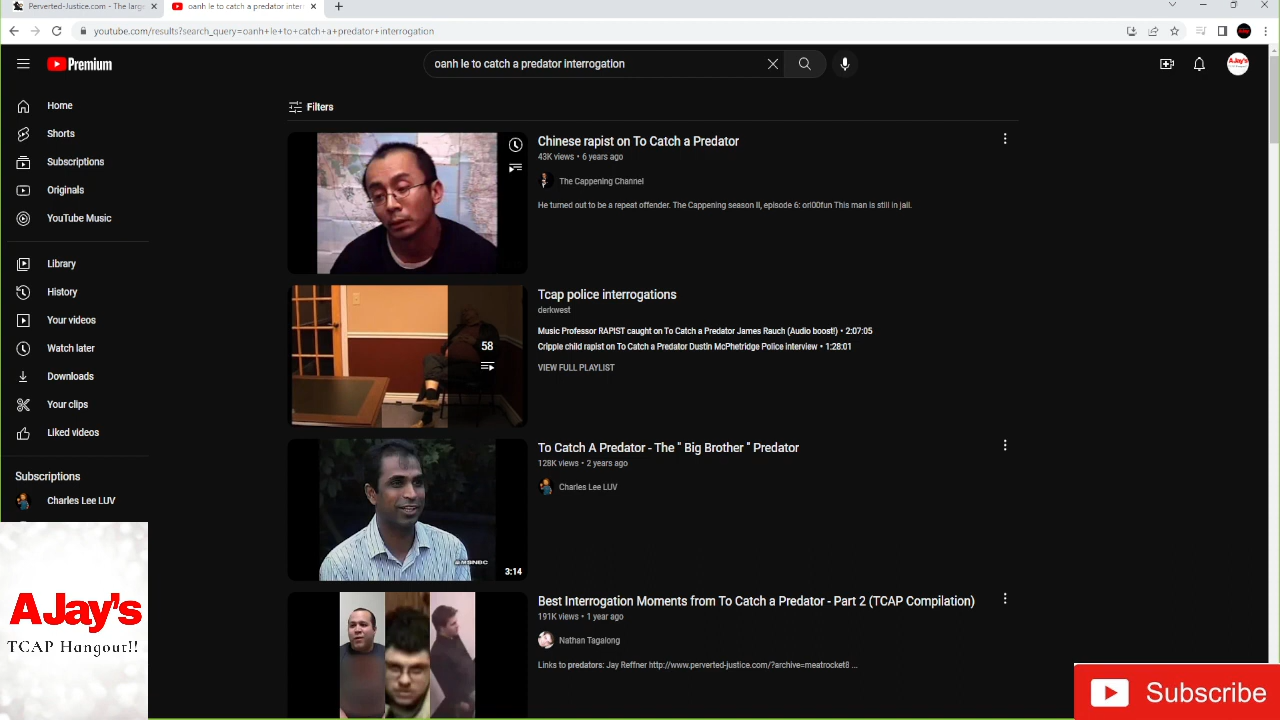 Perverted-Justice.com - The larg
oanh le to catch a predator inter
youtube.com/results?search_query=oanh+le+to+catch+a+predator+interrogation
Premium
oanh le to catch a predator interrogation
AJay's
Home
Shorts
Subscriptions
Originals
YouTube Music
Library
History
Your videos
Watch later
Downloads
Your clips
Liked videos
Subscriptions
Charles Lee LUV
Filters
Chinese rapist on To Catch a Predator
43K views • 6 years ago
The Cappening Channel
He turned out to be a repeat offender. The Cappening season II, episode 6: orl00fun This man is still in jail.
58
Tcap police interrogations
derkwest
Music Professor RAPIST caught on To Catch a Predator James Rauch (Audio boost!) • 2:07:05
Cripple child rapist on To Catch a Predator Dustin McPhetridge Police interview • 1:28:01
VIEW FULL PLAYLIST
MSNBC
3:14
To Catch A Predator - The " Big Brother " Predator
128K views • 2 years ago
Charles Lee LUV
Best Interrogation Moments from To Catch a Predator - Part 2 (TCAP Compilation)
191K views • 1 year ago
Nathan Tagalong
Links to predators: Jay Reffner http://www.perverted-justice.com/?archive=meatrocket8 ...
AJay's
TCAP Hangout!!
Subscribe